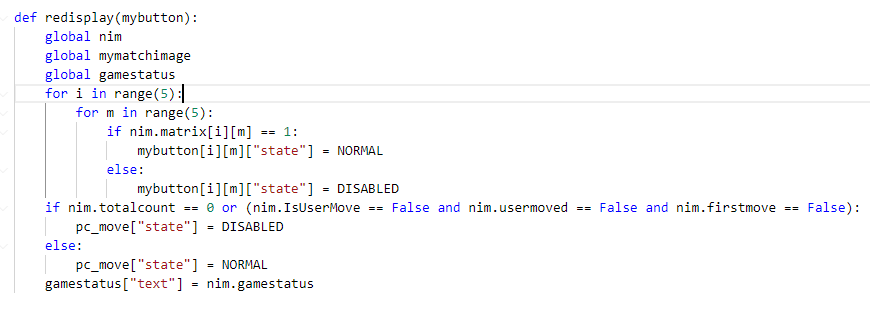 def redisplay(mybutton):
    global nim
    global mymatchimage
    global gamestatus
    for i in range(5):
        for m in range(5):
            if nim.matrix[i][m] == 1:
                mybutton[i][m]["state"] = NORMAL
            else:
                mybutton[i][m]["state"] = DISABLED
    if nim.totalcount == 0 or (nim.IsUserMove == False and nim.usermoved == False and nim.firstmove == False):
        pc_move["state"] = DISABLED
    else:
        pc_move["state"] = NORMAL
    gamestatus["text"] = nim.gamestatus